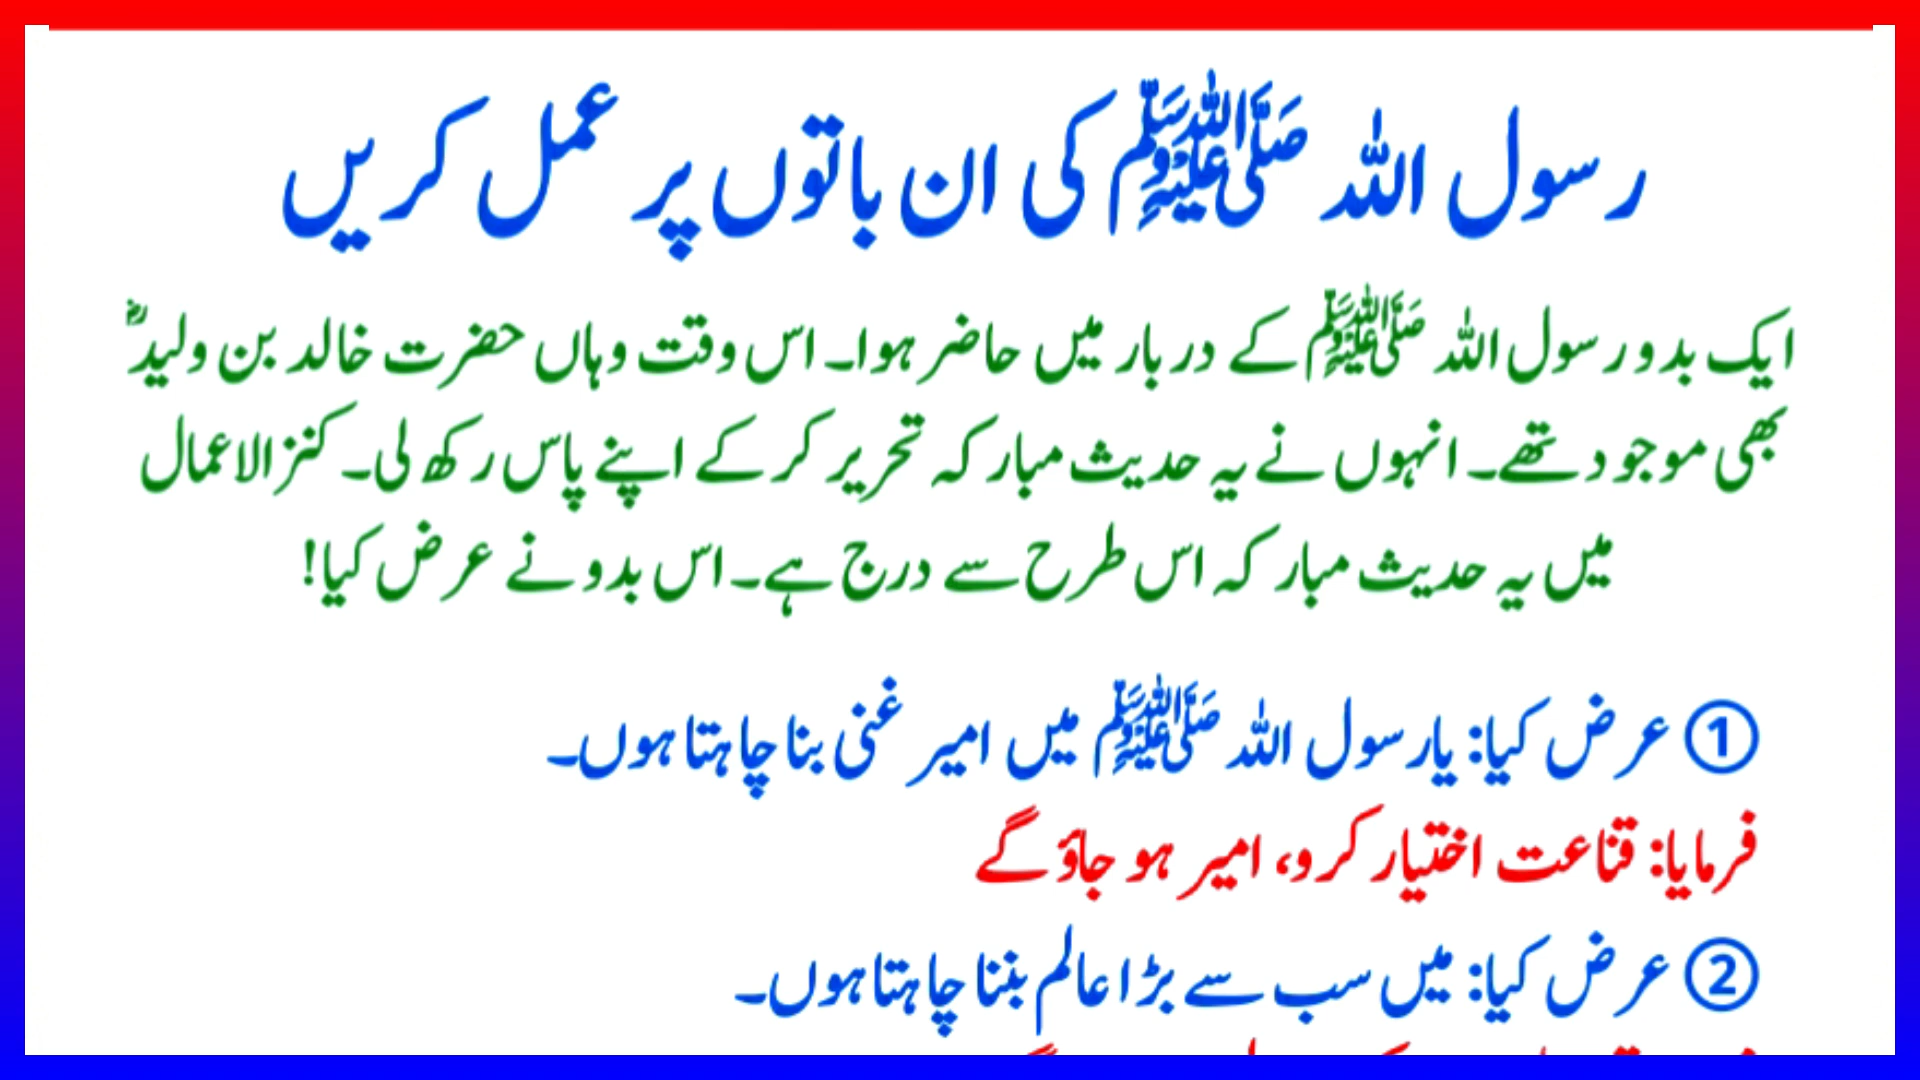 رسول اللہ ﷺ کی ان باتوں پر عمل کریں
ایک بدو رسول اللہ ﷺ کے دربار میں حاضر ہوا۔ اس وقت وہاں حضرت خالد بن ولیدؓ
بھی موجود تھے۔ انہوں نے یہ حدیث مبارکہ تحریر کر کے اپنے پاس رکھ لی۔ کنز الاعمال
میں یہ حدیث مبارکہ اس طرح سے درج ہے۔ اس بدو نے عرض کیا!
① عرض کیا: یارسول اللہ ﷺ میں امیر غنی بنا چاہتا ہوں۔
فرمایا: قناعت اختیار کرو، امیر ہو جاؤ گے
② عرض کیا: میں سب سے بڑا عالم بننا چاہتا ہوں۔